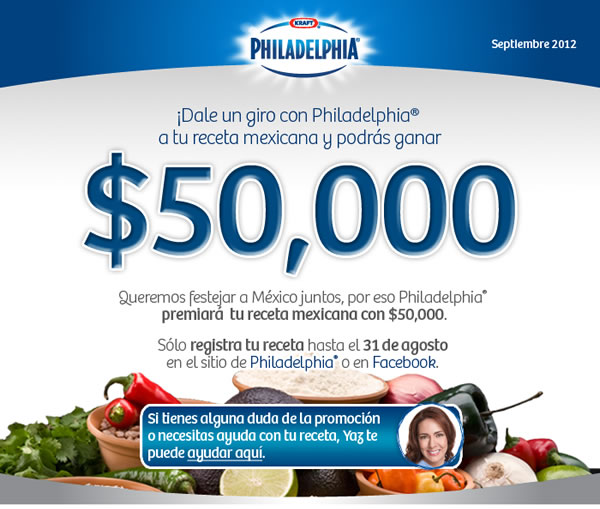 KRAFT
PHILADELPHIA®
Septiembre 2012
¡Dale un giro con Philadelphia®
a tu receta mexicana y podrás ganar
$50,000
Queremos festejar a México juntos, por eso Philadelphia®
premiará tu receta mexicana con $50,000.
Sólo registra tu receta hasta el 31 de agosto
en el sitio de Philadelphia® o en Facebook.
Si tienes alguna duda de la promoción
o necesitas ayuda con tu receta, Yaz te
puede ayudar aquí.